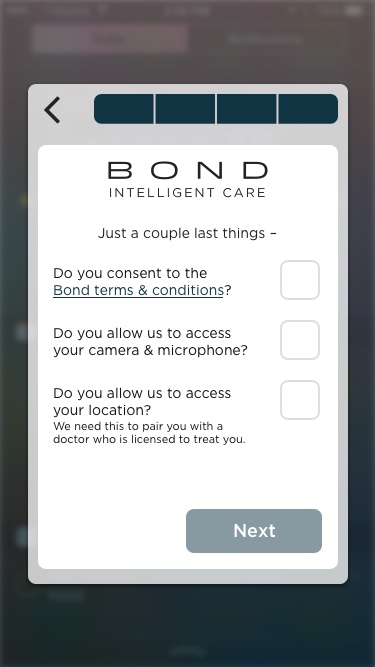 BOND
INTELLIGENT CARE
Just a couple last things –
Do you consent to the
Bond terms & conditions?
Do you allow us to access
your camera & microphone?
Do you allow us to access
your location?
We need this to pair you with a
doctor who is licensed to treat you.
Next